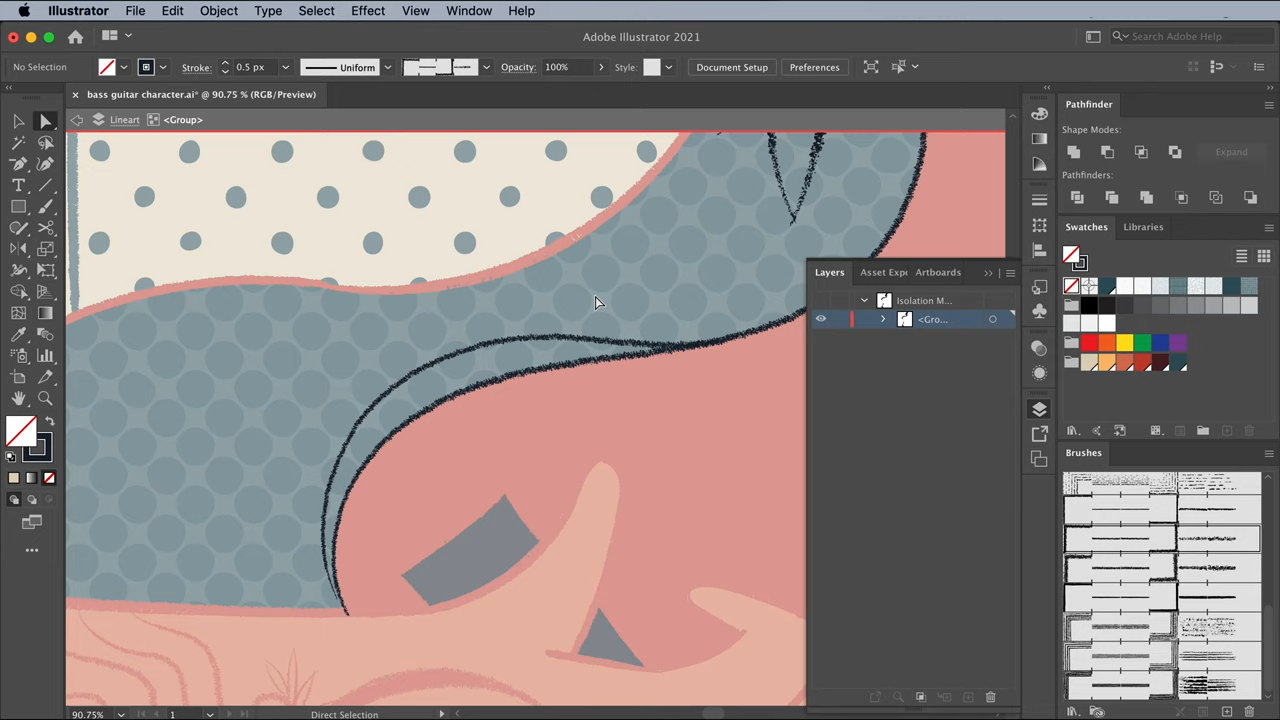 Illustrator File Edit Object Type Select Effect View Window Help
Adobe Illustrator 2021
Search Adobe Help
No Selection Stroke: 0.5 px Uniform Opacity: 100% Style: Document Setup Preferences
× bass guitar character.ai* @ 90.75 % (RGB/Preview)
Lineart <Group>
Pathfinder
Shape Modes:
Expand
Pathfinders:
Swatches Libraries
Layers Asset Expo Artboards
Isolation M...
<Gro...
Brushes
90.75% 1 Direct Selection